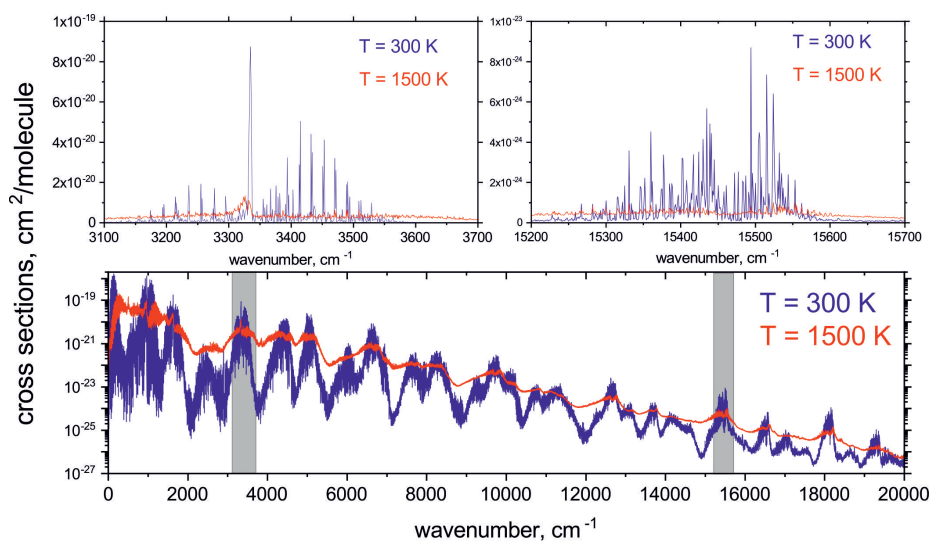 1x10⁻¹⁹
8x10⁻²⁰
6x10⁻²⁰
4x10⁻²⁰
2x10⁻²⁰
0
T = 300 K
T = 1500 K
3100 3200 3300 3400 3500 3600 3700
wavenumber, cm⁻¹
1x10⁻²³
8x10⁻²⁴
6x10⁻²⁴
4x10⁻²⁴
2x10⁻²⁴
0
T = 300 K
T = 1500 K
15200 15300 15400 15500 15600 15700
wavenumber, cm⁻¹
cross sections, cm²/molecule
10⁻¹⁹
10⁻²¹
10⁻²³
10⁻²⁵
10⁻²⁷
T = 300 K
T = 1500 K
0 2000 4000 6000 8000 10000 12000 14000 16000 18000 20000
wavenumber, cm⁻¹